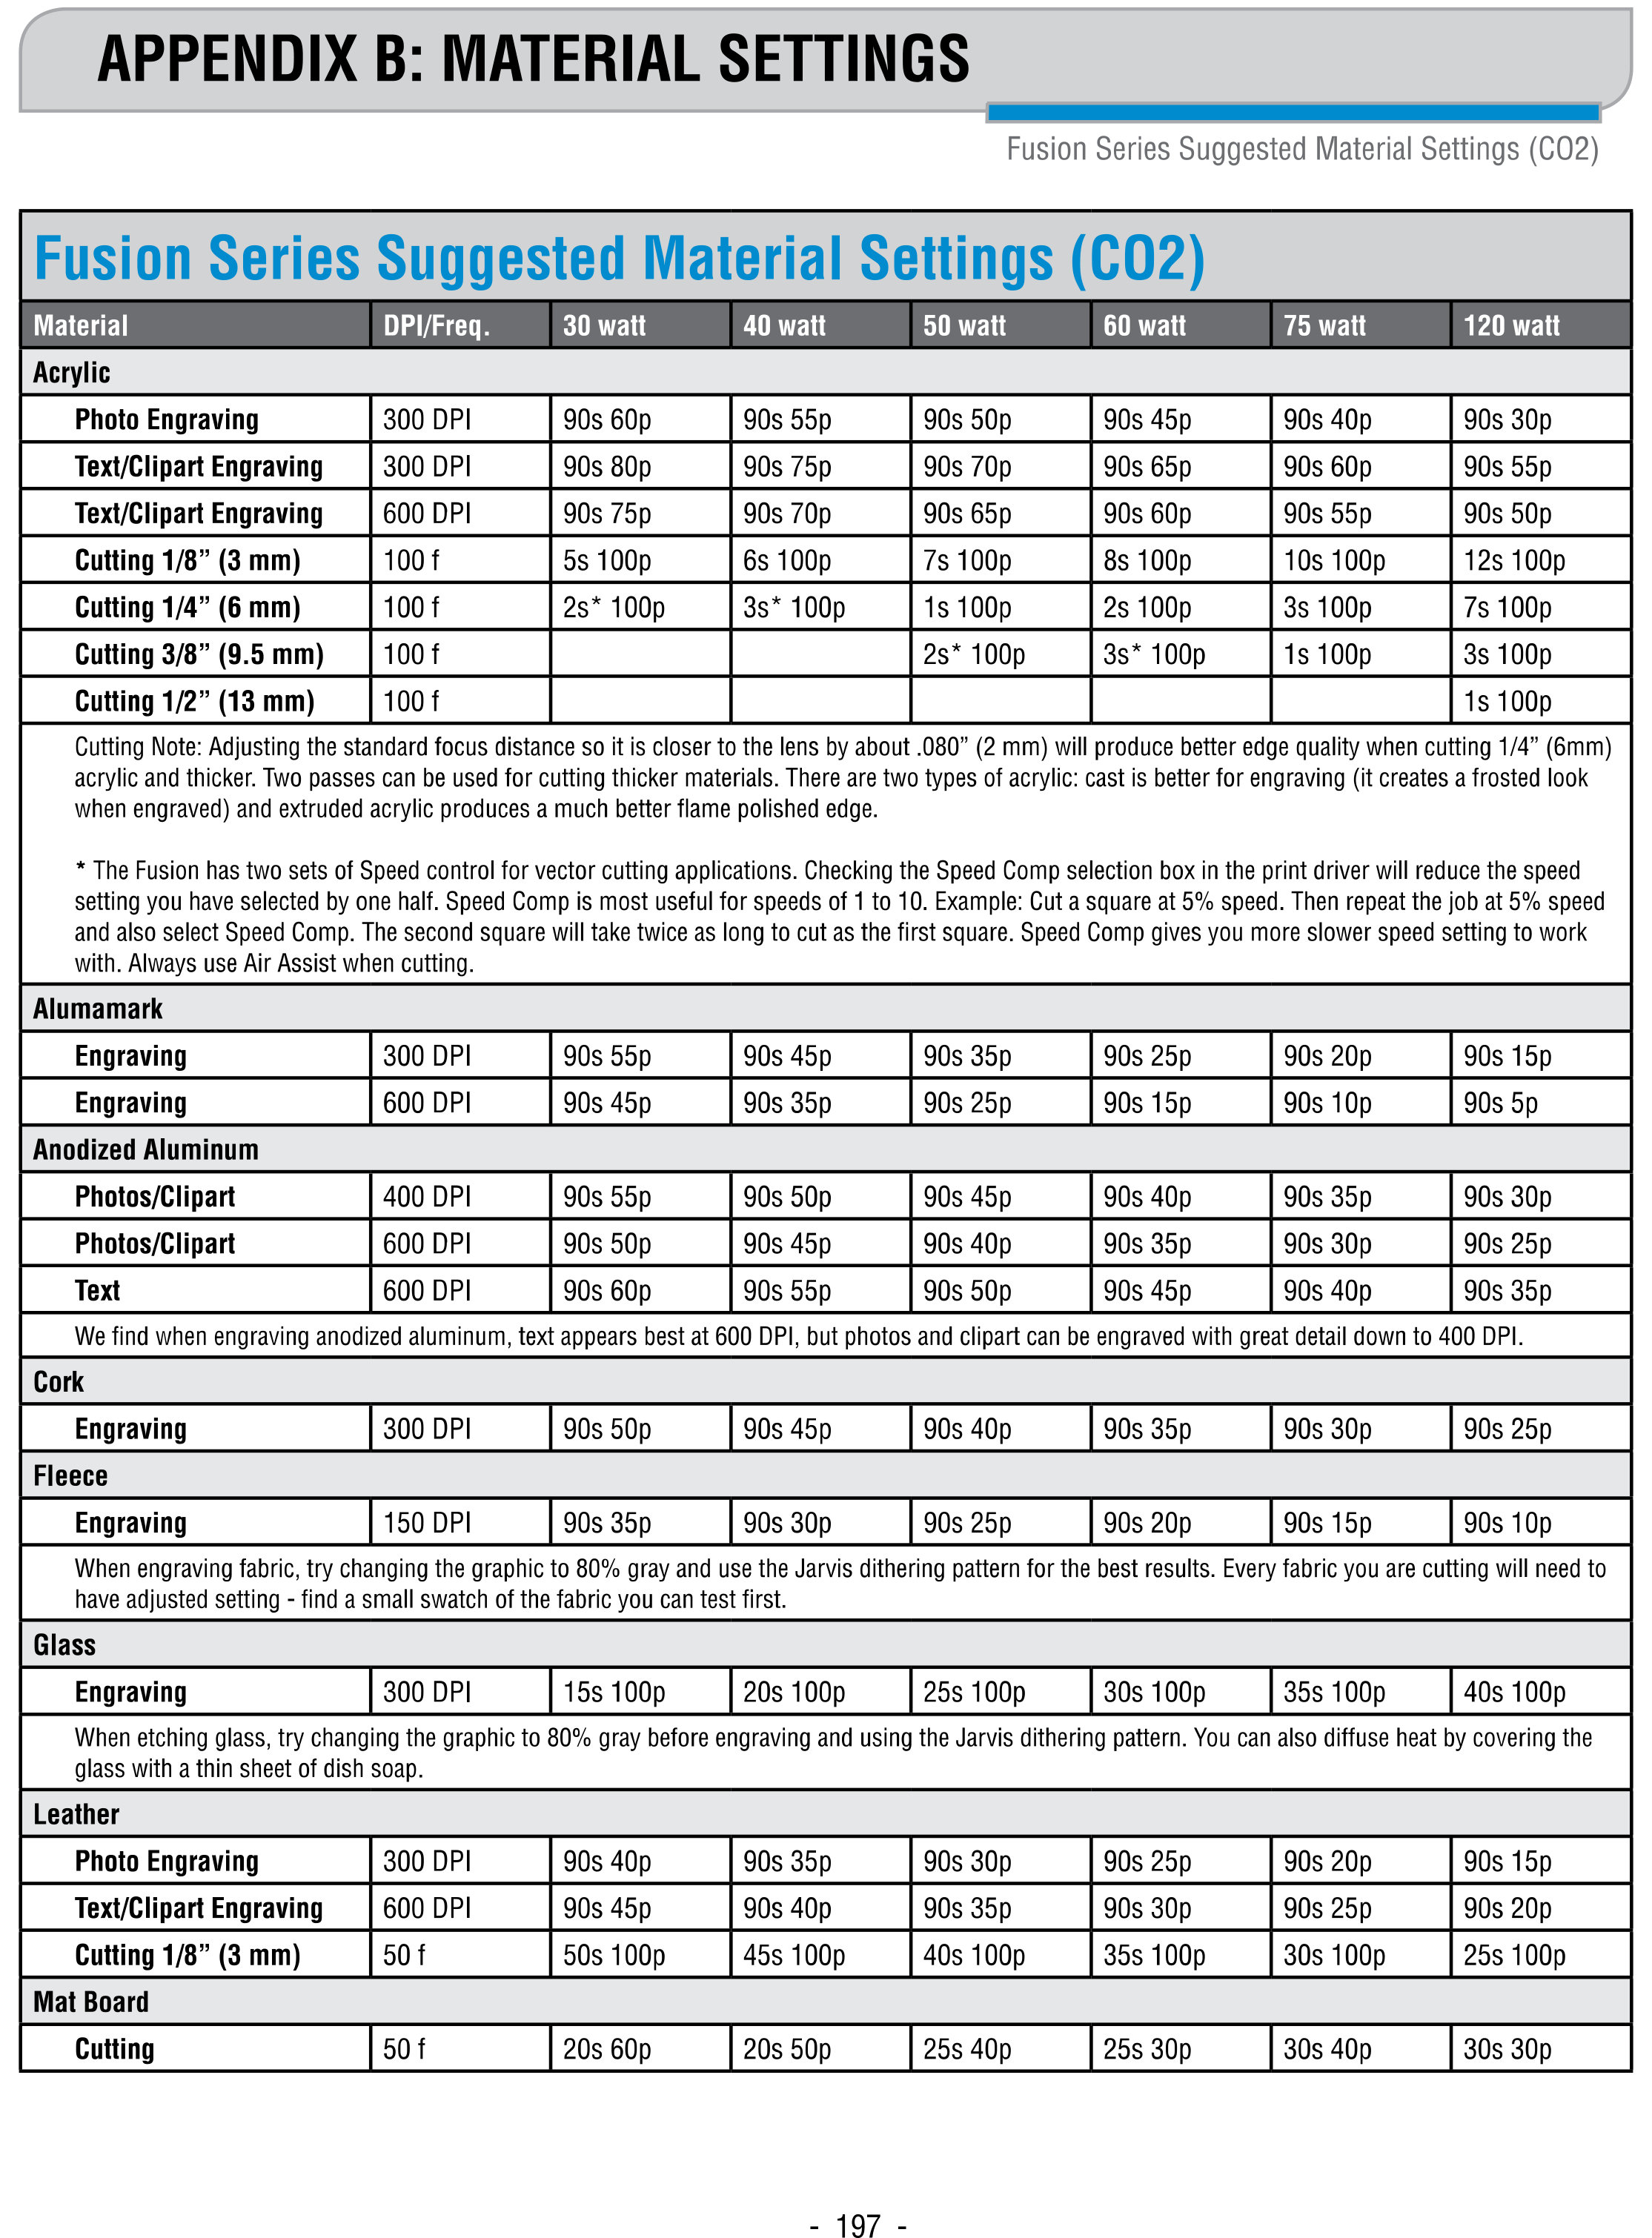 APPENDIX B: MATERIAL SETTINGS
Fusion Series Suggested Material Settings (CO2)
Fusion Series Suggested Material Settings (CO2)
Material DPI/Freq. 30 watt 40 watt 50 watt 60 watt 75 watt 120 watt
Acrylic
Photo Engraving 300 DPI 90s 60p 90s 55p 90s 50p 90s 45p 90s 40p 90s 30p
Text/Clipart Engraving 300 DPI 90s 80p 90s 75p 90s 70p 90s 65p 90s 60p 90s 55p
Text/Clipart Engraving 600 DPI 90s 75p 90s 70p 90s 65p 90s 60p 90s 55p 90s 50p
Cutting 1/8” (3 mm) 100 f 5s 100p 6s 100p 7s 100p 8s 100p 10s 100p 12s 100p
Cutting 1/4” (6 mm) 100 f 2s* 100p 3s* 100p 1s 100p 2s 100p 3s 100p 7s 100p
Cutting 3/8” (9.5 mm) 100 f 2s* 100p 3s* 100p 1s 100p 3s 100p
Cutting 1/2” (13 mm) 100 f 1s 100p
Cutting Note: Adjusting the standard focus distance so it is closer to the lens by about .080” (2 mm) will produce better edge quality when cutting 1/4” (6mm)
acrylic and thicker. Two passes can be used for cutting thicker materials. There are two types of acrylic: cast is better for engraving (it creates a frosted look
when engraved) and extruded acrylic produces a much better flame polished edge.
* The Fusion has two sets of Speed control for vector cutting applications. Checking the Speed Comp selection box in the print driver will reduce the speed
setting you have selected by one half. Speed Comp is most useful for speeds of 1 to 10. Example: Cut a square at 5% speed. Then repeat the job at 5% speed
and also select Speed Comp. The second square will take twice as long to cut as the first square. Speed Comp gives you more slower speed setting to work
with. Always use Air Assist when cutting.
Alumamark
Engraving 300 DPI 90s 55p 90s 45p 90s 35p 90s 25p 90s 20p 90s 15p
Engraving 600 DPI 90s 45p 90s 35p 90s 25p 90s 15p 90s 10p 90s 5p
Anodized Aluminum
Photos/Clipart 400 DPI 90s 55p 90s 50p 90s 45p 90s 40p 90s 35p 90s 30p
Photos/Clipart 600 DPI 90s 50p 90s 45p 90s 40p 90s 35p 90s 30p 90s 25p
Text 600 DPI 90s 60p 90s 55p 90s 50p 90s 45p 90s 40p 90s 35p
We find when engraving anodized aluminum, text appears best at 600 DPI, but photos and clipart can be engraved with great detail down to 400 DPI.
Cork
Engraving 300 DPI 90s 50p 90s 45p 90s 40p 90s 35p 90s 30p 90s 25p
Fleece
Engraving 150 DPI 90s 35p 90s 30p 90s 25p 90s 20p 90s 15p 90s 10p
When engraving fabric, try changing the graphic to 80% gray and use the Jarvis dithering pattern for the best results. Every fabric you are cutting will need to
have adjusted setting - find a small swatch of the fabric you can test first.
Glass
Engraving 300 DPI 15s 100p 20s 100p 25s 100p 30s 100p 35s 100p 40s 100p
When etching glass, try changing the graphic to 80% gray before engraving and using the Jarvis dithering pattern. You can also diffuse heat by covering the
glass with a thin sheet of dish soap.
Leather
Photo Engraving 300 DPI 90s 40p 90s 35p 90s 30p 90s 25p 90s 20p 90s 15p
Text/Clipart Engraving 600 DPI 90s 45p 90s 40p 90s 35p 90s 30p 90s 25p 90s 20p
Cutting 1/8” (3 mm) 50 f 50s 100p 45s 100p 40s 100p 35s 100p 30s 100p 25s 100p
Mat Board
Cutting 50 f 20s 60p 20s 50p 25s 40p 25s 30p 30s 40p 30s 30p
- 197 -